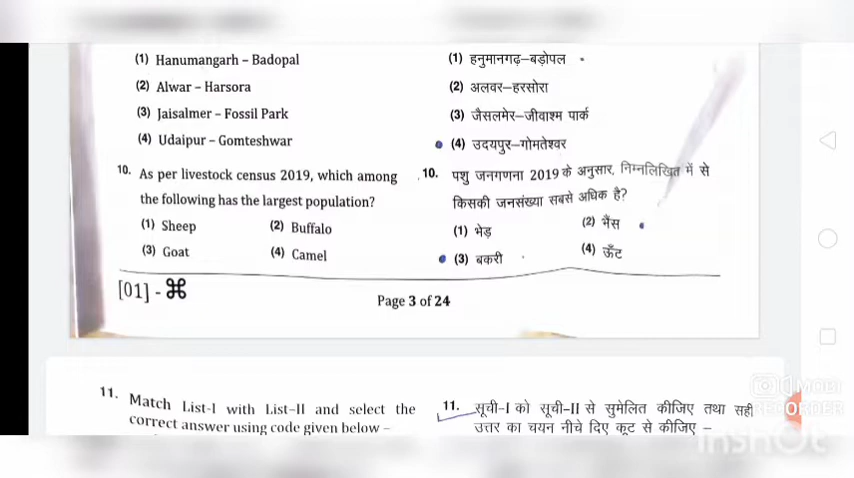 (1) Hanumangarh – Badopal
(2) Alwar – Harsora
(3) Jaisalmer – Fossil Park
(4) Udaipur – Gomteshwar
10. As per livestock census 2019, which among
the following has the largest population?
(1) Sheep (2) Buffalo
(3) Goat (4) Camel
[01] - ⌘
Page 3 of 24
11. Match List-I with List-II and select the
correct answer using code given below –
(1) हनुमानगढ़–बड़ोपल
(2) अलवर–हरसोरा
(3) जैसलमेर–जीवाश्म पार्क
(4) उदयपुर–गोमतेश्वर
10. पशु जनगणना 2019 के अनुसार, निम्नलिखित में से
किसकी जनसंख्या सबसे अधिक है?
(1) भेड़ (2) भैंस
(3) बकरी (4) ऊँट
11. सूची-I को सूची-II से सुमेलित कीजिए तथा सही
उत्तर का चयन नीचे दिए कूट से कीजिए –
MOBI
RECORDER
InShOt